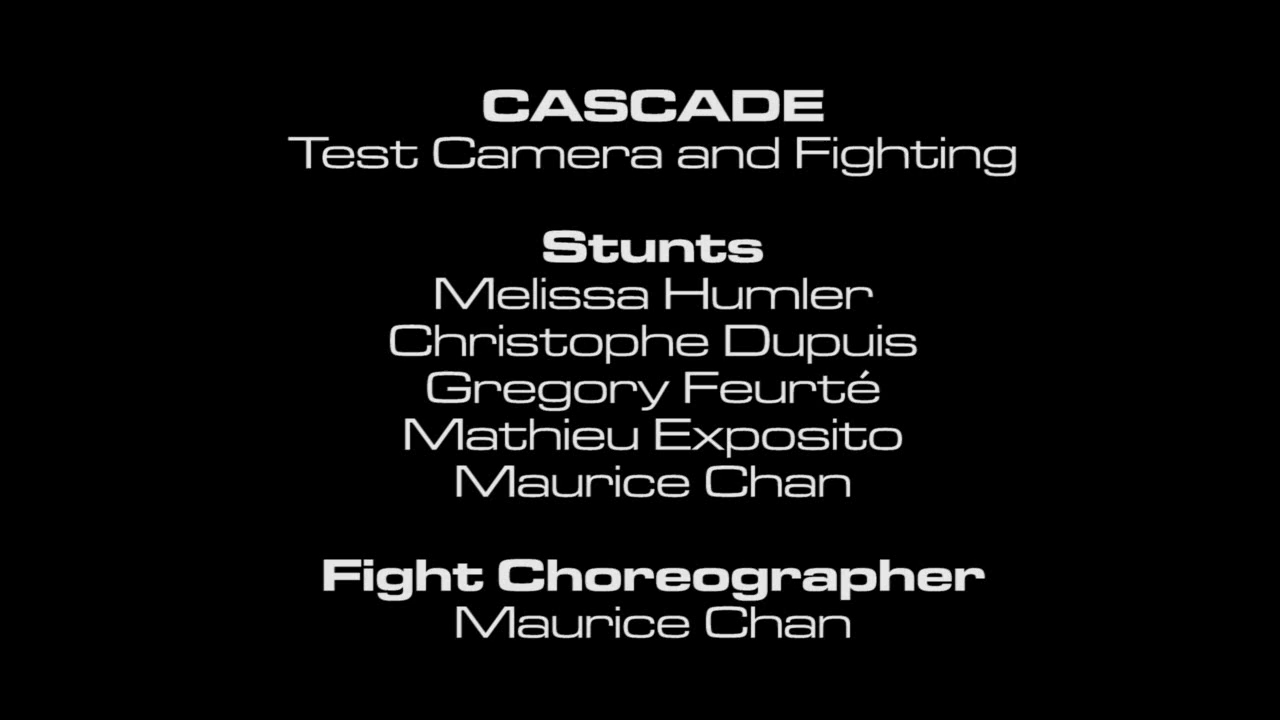 CASCADE
Test Camera and Fighting
Stunts
Melissa Humler
Christophe Dupuis
Gregory Feurté
Mathieu Exposito
Maurice Chan
Fight Choreographer
Maurice Chan